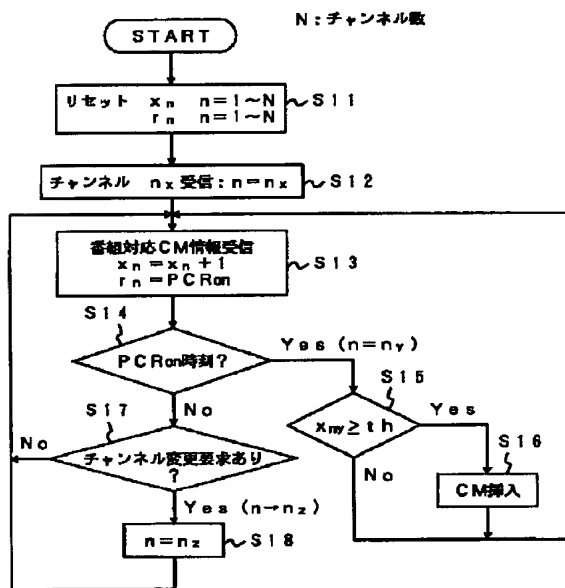 N:チャンネル数
START
リセット xn n=1~N
rn n=1~N
S11
チャンネル nx 受信:n=nx
S12
番組対応CM情報受信
xn=xn+1
rn=PCRon
S13
S14
PCRon時刻?
Yes (n=nY)
No
S15
xny≥th
Yes
No
S16
CM挿入
S17
チャンネル変更要求あり
?
No
Yes (n→nz)
n=nz
S18